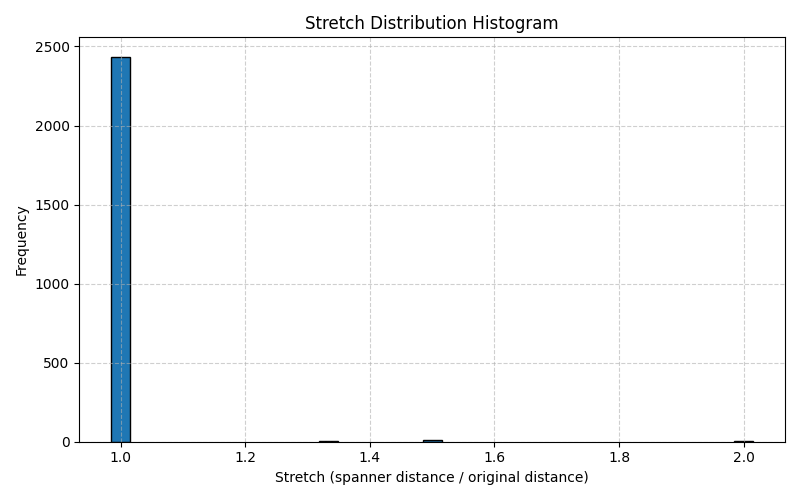 Stretch Distribution Histogram
2500
2000
1500
1000
500
0
Frequency
1.0 1.2 1.4 1.6 1.8 2.0
Stretch (spanner distance / original distance)